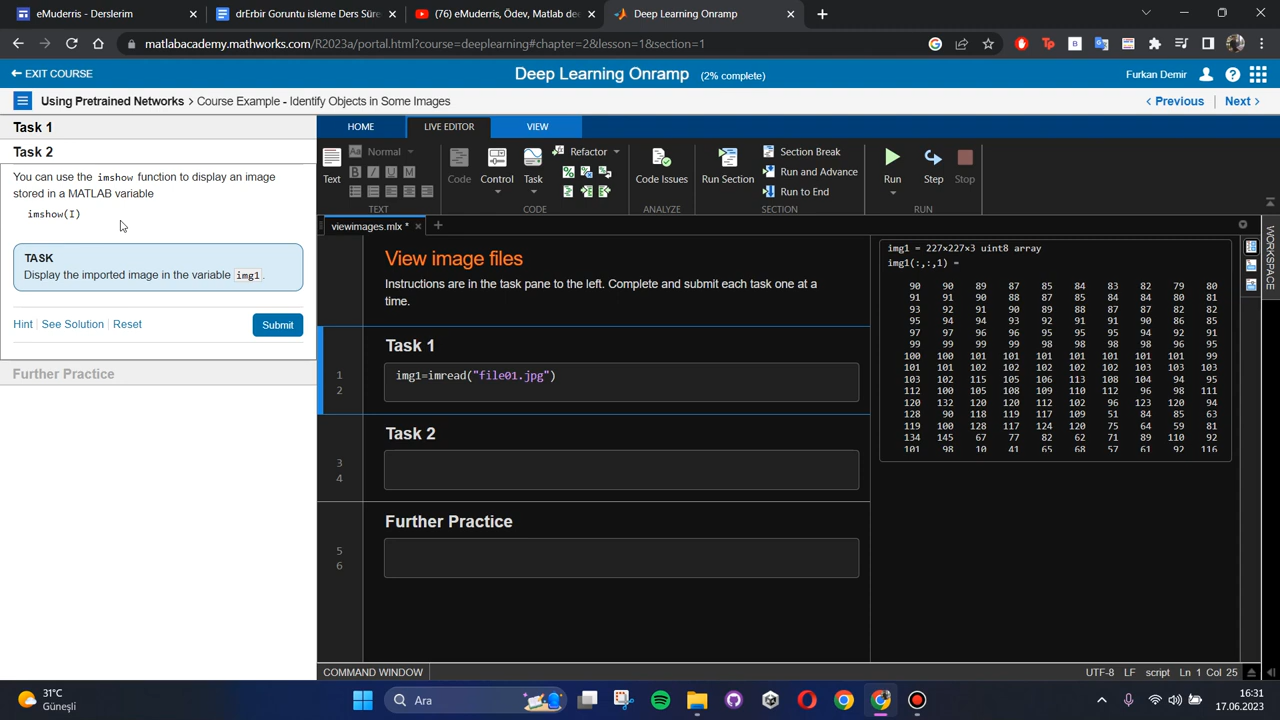 eMuderris - Derslerim
drErbir Goruntu isleme Ders Süre
(76) eMuderris, Ödev, Matlab de
Deep Learning Onramp
matlabacademy.mathworks.com/R2023a/portal.html?course=deeplearning#chapter=2&lesson=1&section=1
EXIT COURSE
Deep Learning Onramp (2% complete)
Furkan Demir
Using Pretrained Networks > Course Example - Identify Objects in Some Images
Previous
Next
Task 1
Task 2
You can use the imshow function to display an image
stored in a MATLAB variable
imshow(I)
TASK
Display the imported image in the variable img1.
Hint | See Solution | Reset
Submit
Further Practice
HOME
LIVE EDITOR
VIEW
Text
Aa Normal
B I U M
TEXT
Code
Control
Task
Refactor
CODE
Code Issues
ANALYZE
Run Section
Section Break
Run and Advance
Run to End
SECTION
Run
Step
Stop
RUN
viewimages.mlx *
View image files
Instructions are in the task pane to the left. Complete and submit each task one at a
time.
Task 1
1 img1=imread("file01.jpg")
2
Task 2
3
4
Further Practice
5
6
img1 = 227×227×3 uint8 array
img1(:,:,1) =
90 90 89 87 85 84 83 82 79 80
91 91 90 88 87 85 84 84 80 81
93 92 91 90 89 88 87 87 82 82
95 94 94 93 92 91 91 90 86 85
97 97 96 96 95 95 95 94 92 91
99 99 99 99 98 98 98 98 96 95
100 100 101 101 101 101 101 101 101 99
101 101 102 102 102 102 103 103 103 102
103 102 115 105 106 113 108 104 94 95
112 100 105 108 109 110 112 96 98 111
120 132 120 120 112 102 96 123 120 94
128 90 118 119 117 109 51 84 85 63
119 100 128 117 124 120 75 64 59 81
134 145 67 77 82 62 71 89 110 92
101 98 10 41 65 68 57 61 92 116
WORKSPACE
COMMAND WINDOW
UTF-8 LF script Ln 1 Col 25
31°C
Güneşli
Ara
16:31
17.06.2023